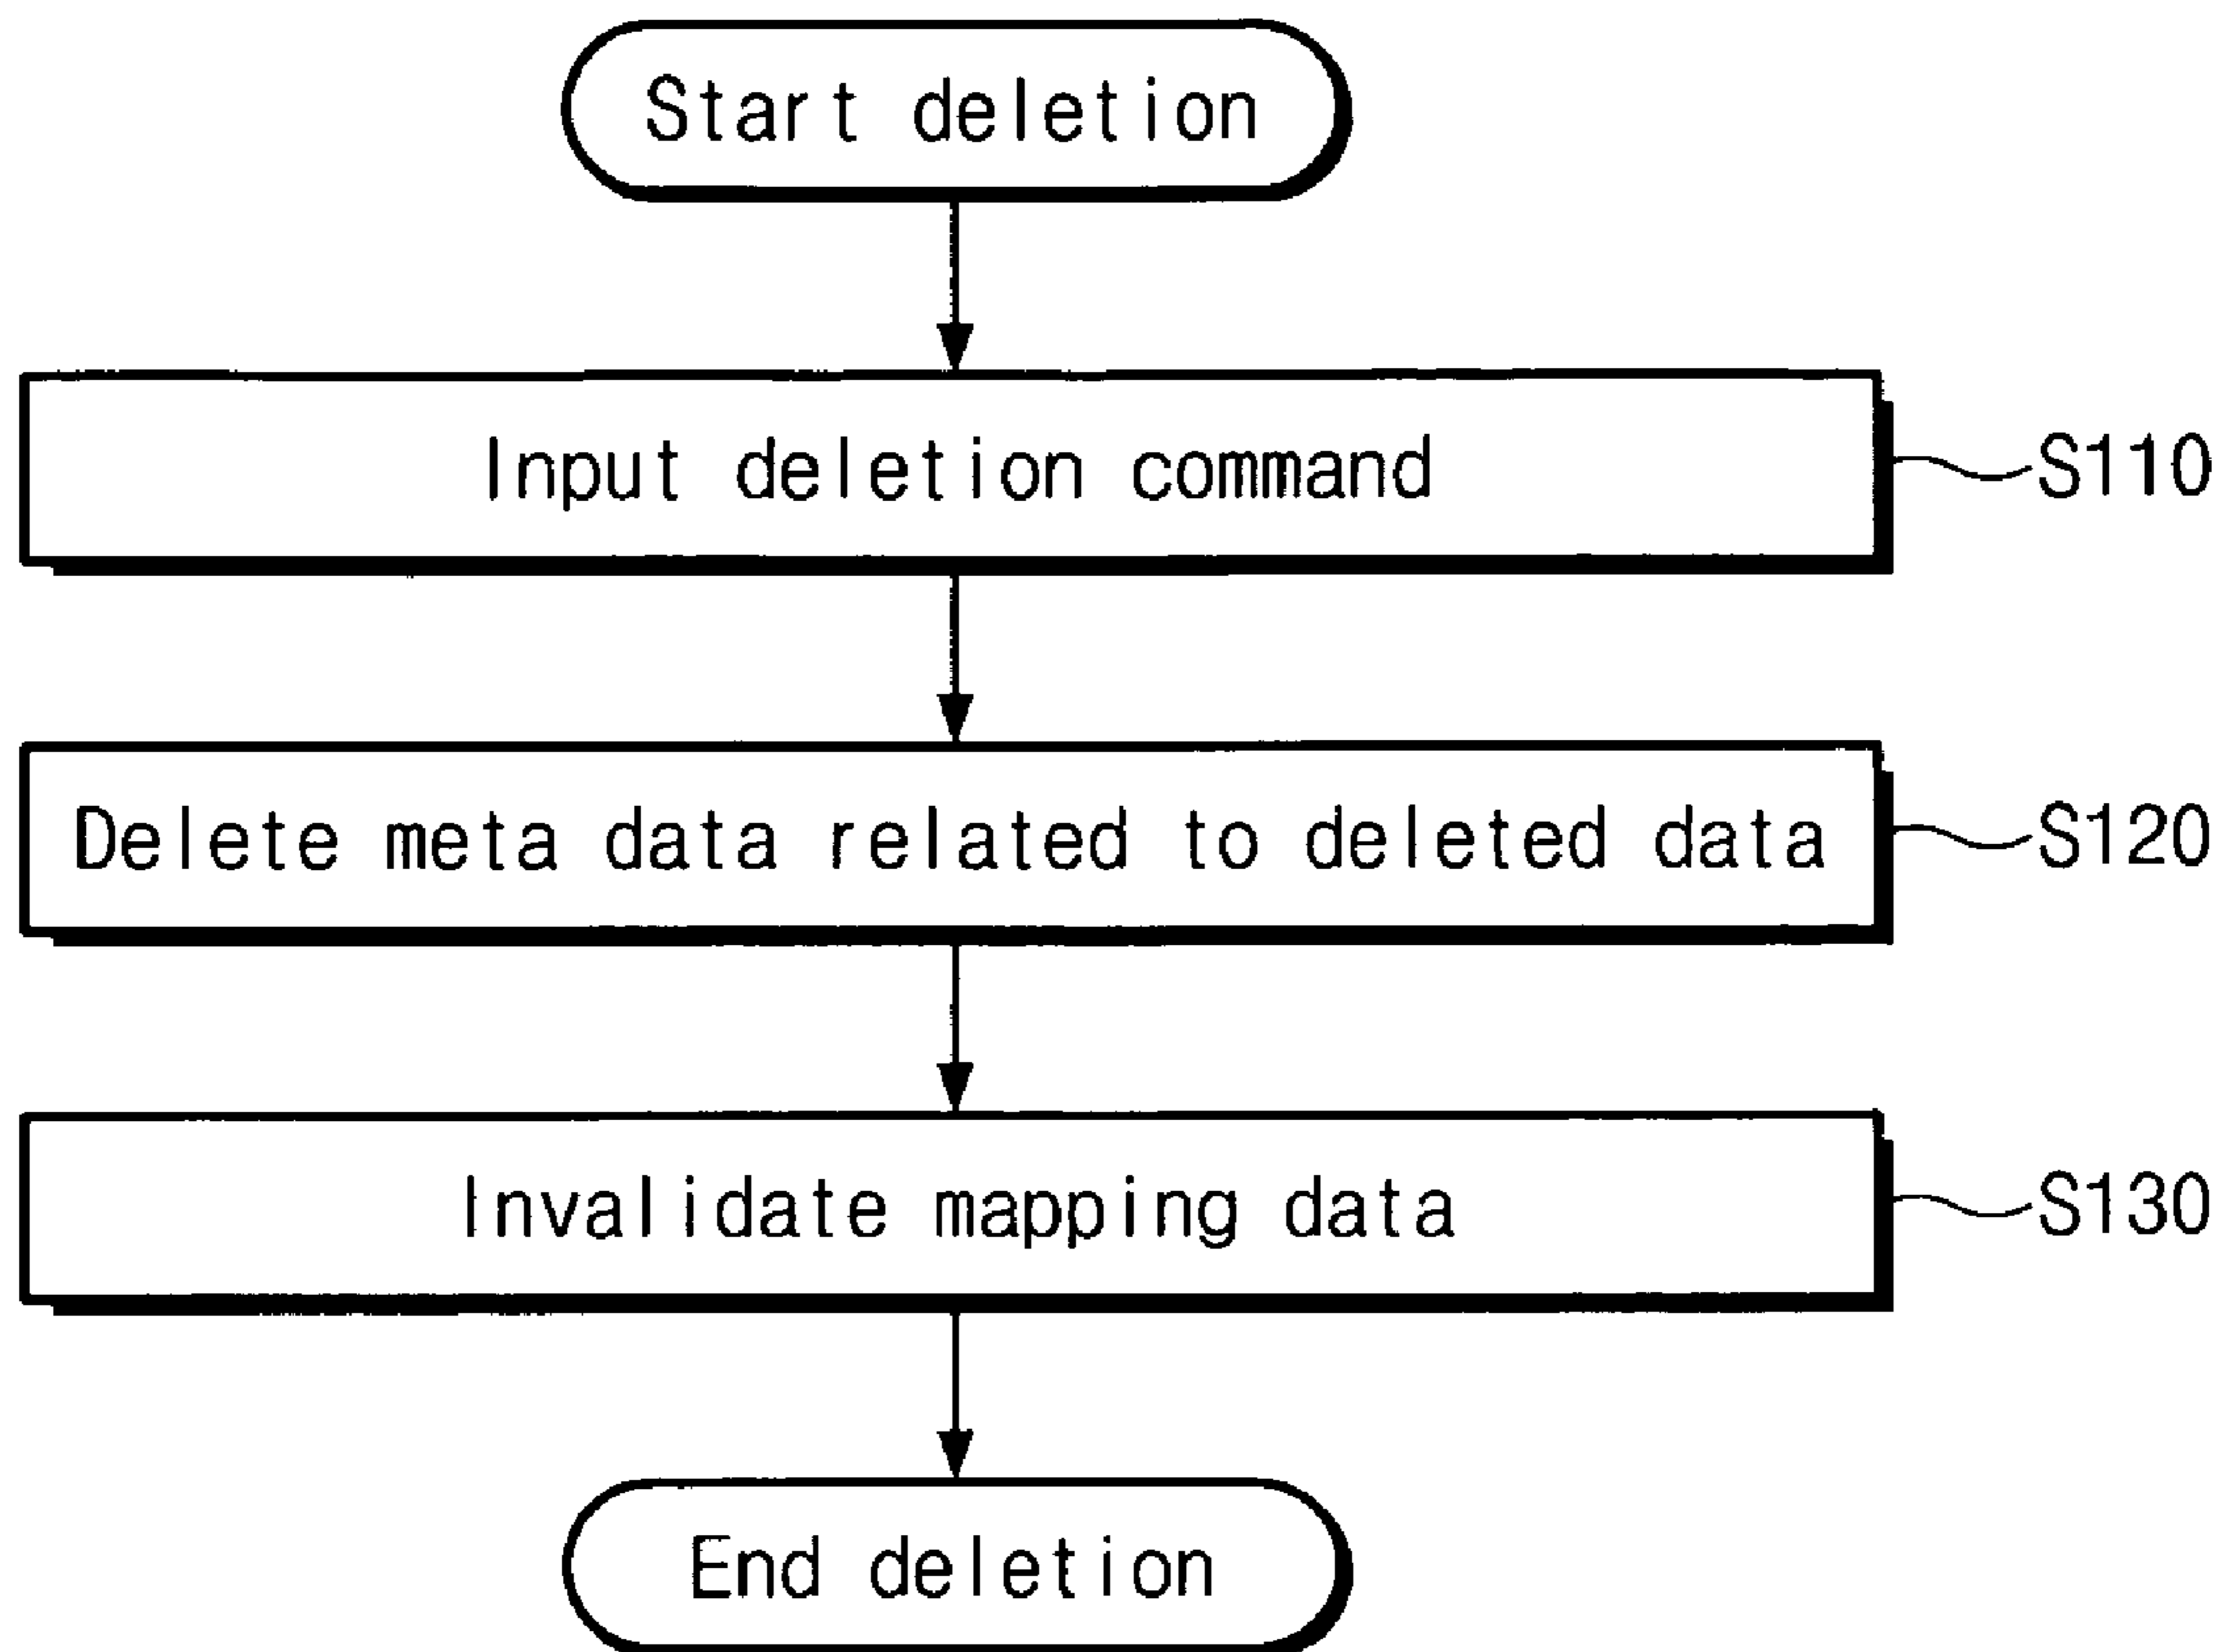 Start deletion
Input deletion command
S110
Delete meta data related to deleted data
S120
Invalidate mapping data
S130
End deletion